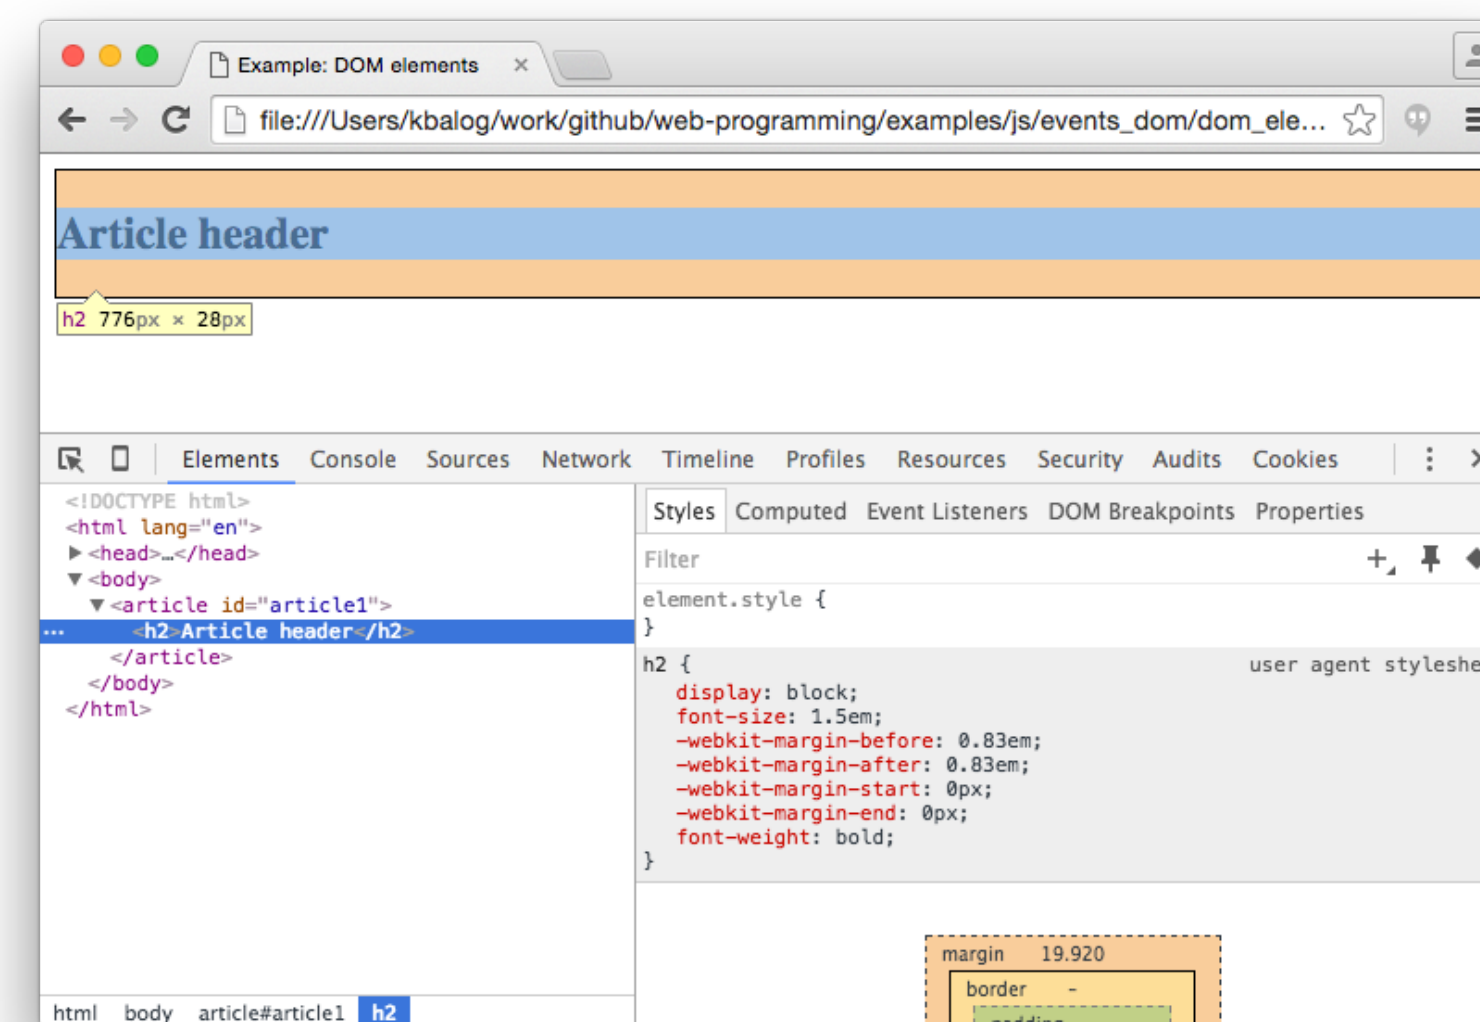 Example: DOM elements ×
file:///Users/kbalog/work/github/web-programming/examples/js/events_dom/dom_ele...
Article header
h2 776px × 28px
Elements Console Sources Network Timeline Profiles Resources Security Audits Cookies
<!DOCTYPE html>
<html lang="en">
<head>…</head>
<body>
<article id="article1">
<h2>Article header</h2>
</article>
</body>
</html>
html body article#article1 h2
Styles Computed Event Listeners DOM Breakpoints Properties
Filter
element.style {
}
h2 { user agent styleshe
display: block;
font-size: 1.5em;
-webkit-margin-before: 0.83em;
-webkit-margin-after: 0.83em;
-webkit-margin-start: 0px;
-webkit-margin-end: 0px;
font-weight: bold;
}
margin 19.920
border -